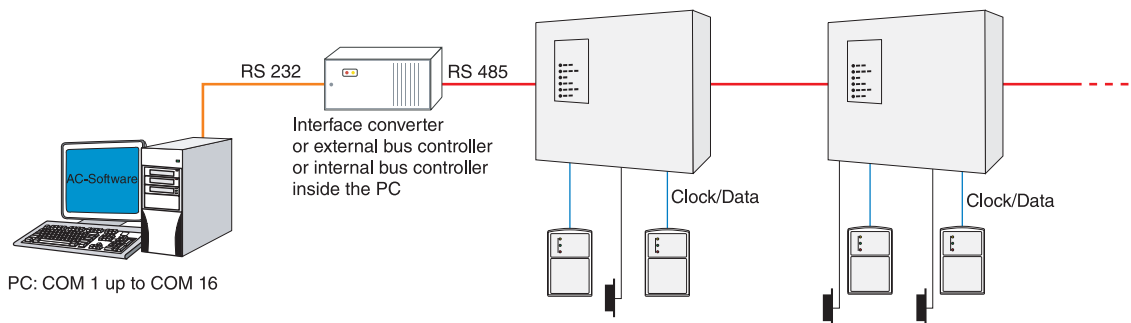 RS 232
RS 485
Interface converter
or external bus controller
or internal bus controller
inside the PC
AC-Software
Clock/Data
Clock/Data
PC: COM 1 up to COM 16